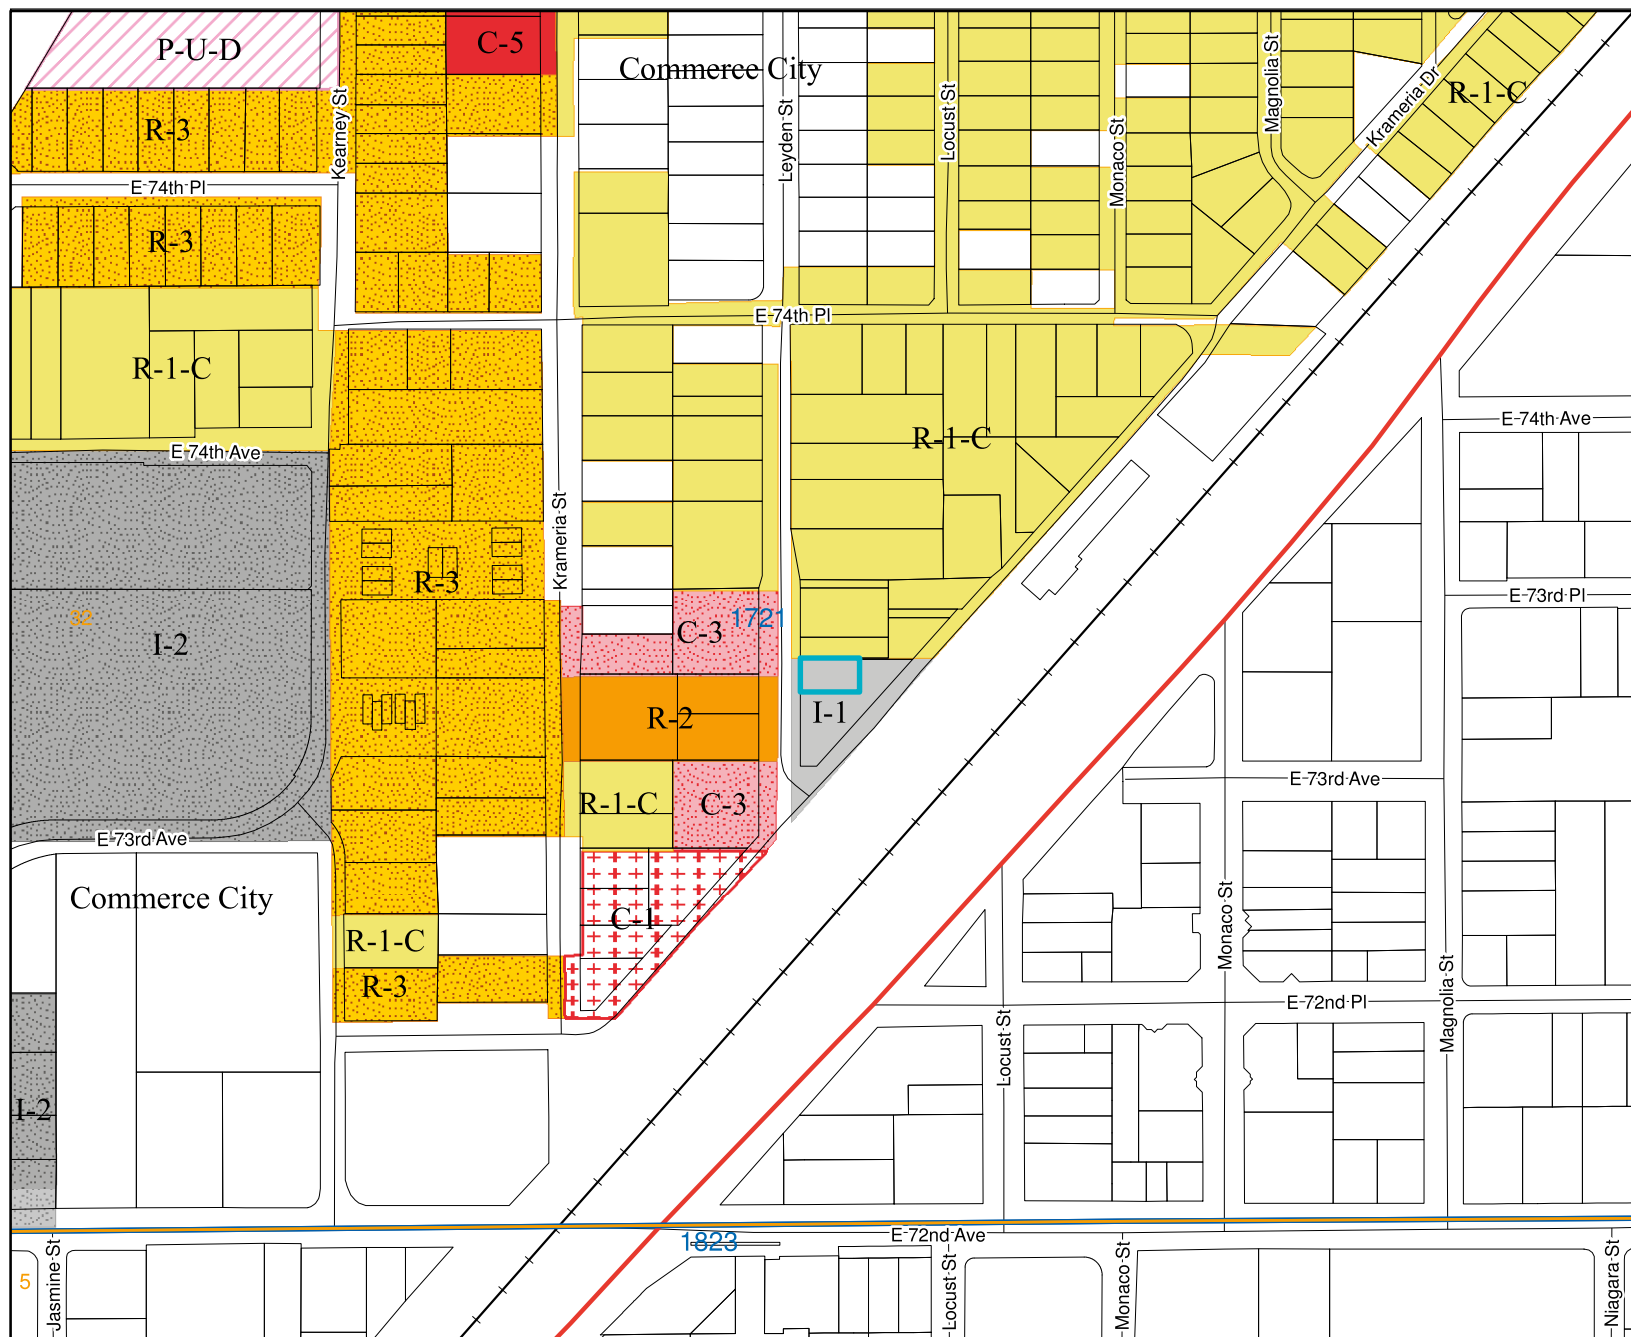 P-U-D
C-5
Commerce City
Magnolia St
Krameria Dr
R-1-C
Kearney St
R-3
Leyden St
Locust St
Monaco St
E 74th Pl
R-3
E 74th Pl
R-1-C
E 74th Ave
R-1-C
E 74th Ave
Krameria St
R-3
E 73rd Pl
32
I-2
C-3
1721
R-2
I-1
E 73rd Ave
R-1-C
C-3
E 73rd Ave
Commerce City
C-1
R-1-C
R-3
Monaco St
Magnolia St
E 72nd Pl
Locust St
I-2
E 72nd Ave
1823
5
Jasmine St
Locust St
Monaco St
Niagara St